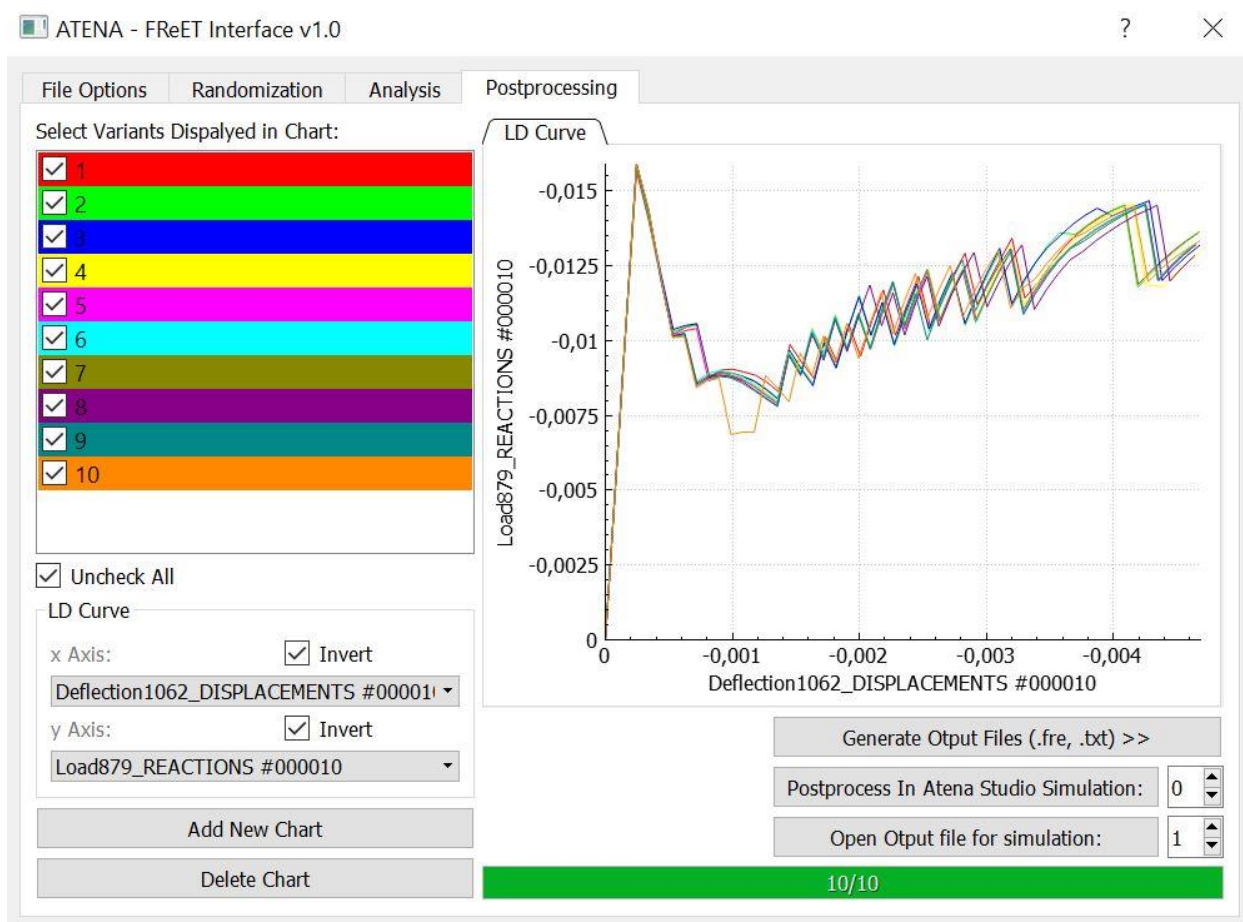 ATENA - FReET Interface v1.0
?
File Options Randomization Analysis Postprocessing
Select Variants Dispalyed in Chart:
1
2
3
4
5
6
7
8
9
10
Uncheck All
LD Curve
x Axis: Invert
Deflection1062_DISPLACEMENTS #00001
y Axis: Invert
Load879_REACTIONS #000010
Add New Chart
Delete Chart
LD Curve
Load879_REACTIONS #000010
-0,015
-0,0125
-0,01
-0,0075
-0,005
-0,0025
0
0 -0,001 -0,002 -0,003 -0,004
Deflection1062_DISPLACEMENTS #000010
Generate Otput Files (.fre, .txt) >>
Postprocess In Atena Studio Simulation: 0
Open Otput file for simulation: 1
10/10